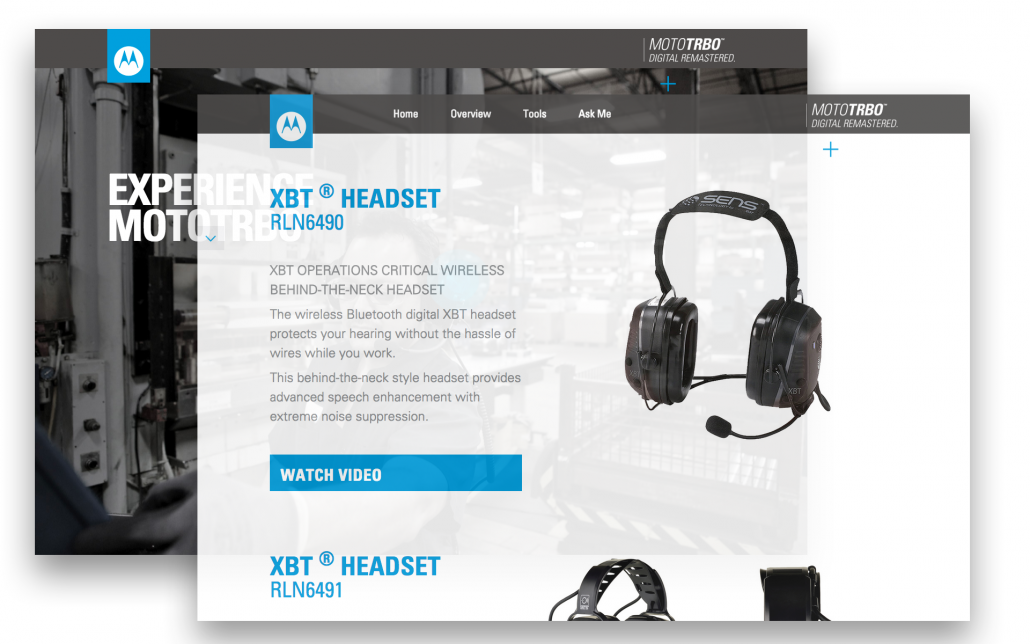 MOTOTRBO™
DIGITAL REMASTERED.
EXPERIENCE
MOTOTRBO
Home Overview Tools Ask Me
MOTOTRBO™
DIGITAL REMASTERED.
XBT ® HEADSET
RLN6490
XBT OPERATIONS CRITICAL WIRELESS
BEHIND-THE-NECK HEADSET
The wireless Bluetooth digital XBT headset
protects your hearing without the hassle of
wires while you work.
This behind-the-neck style headset provides
advanced speech enhancement with
extreme noise suppression.
WATCH VIDEO
SENS
XBT
XBT ® HEADSET
RLN6491